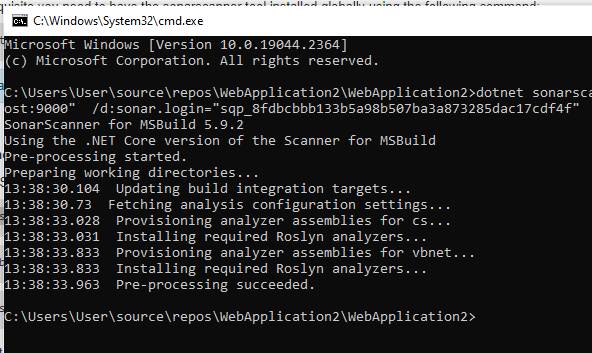 quisite you need to have the sonarscanner tool installed globally using the following command:
C:\Windows\System32\cmd.exe
Microsoft Windows [Version 10.0.19044.2364]
(c) Microsoft Corporation. All rights reserved.
C:\Users\User\source\repos\WebApplication2\WebApplication2>dotnet sonarsca
ost:9000" /d:sonar.login="sqp_8fdbcbbb133b5a98b507ba3a873285dac17cdf4f"
SonarScanner for MSBuild 5.9.2
Using the .NET Core version of the Scanner for MSBuild
Pre-processing started.
Preparing working directories...
13:38:30.104 Updating build integration targets...
13:38:30.73 Fetching analysis configuration settings...
13:38:33.028 Provisioning analyzer assemblies for cs...
13:38:33.031 Installing required Roslyn analyzers...
13:38:33.833 Provisioning analyzer assemblies for vbnet...
13:38:33.833 Installing required Roslyn analyzers...
13:38:33.963 Pre-processing succeeded.
C:\Users\User\source\repos\WebApplication2\WebApplication2>